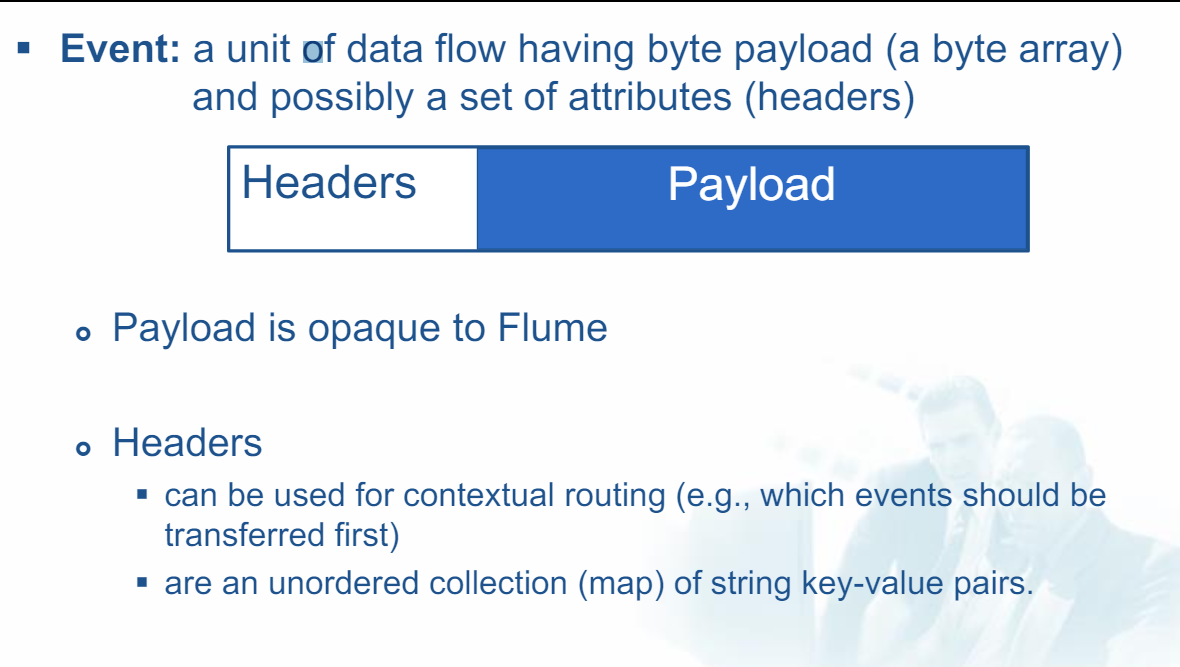 ▪ Event: a unit of data flow having byte payload (a byte array)
and possibly a set of attributes (headers)
Headers Payload
o Payload is opaque to Flume
o Headers
▪ can be used for contextual routing (e.g., which events should be
transferred first)
▪ are an unordered collection (map) of string key-value pairs.